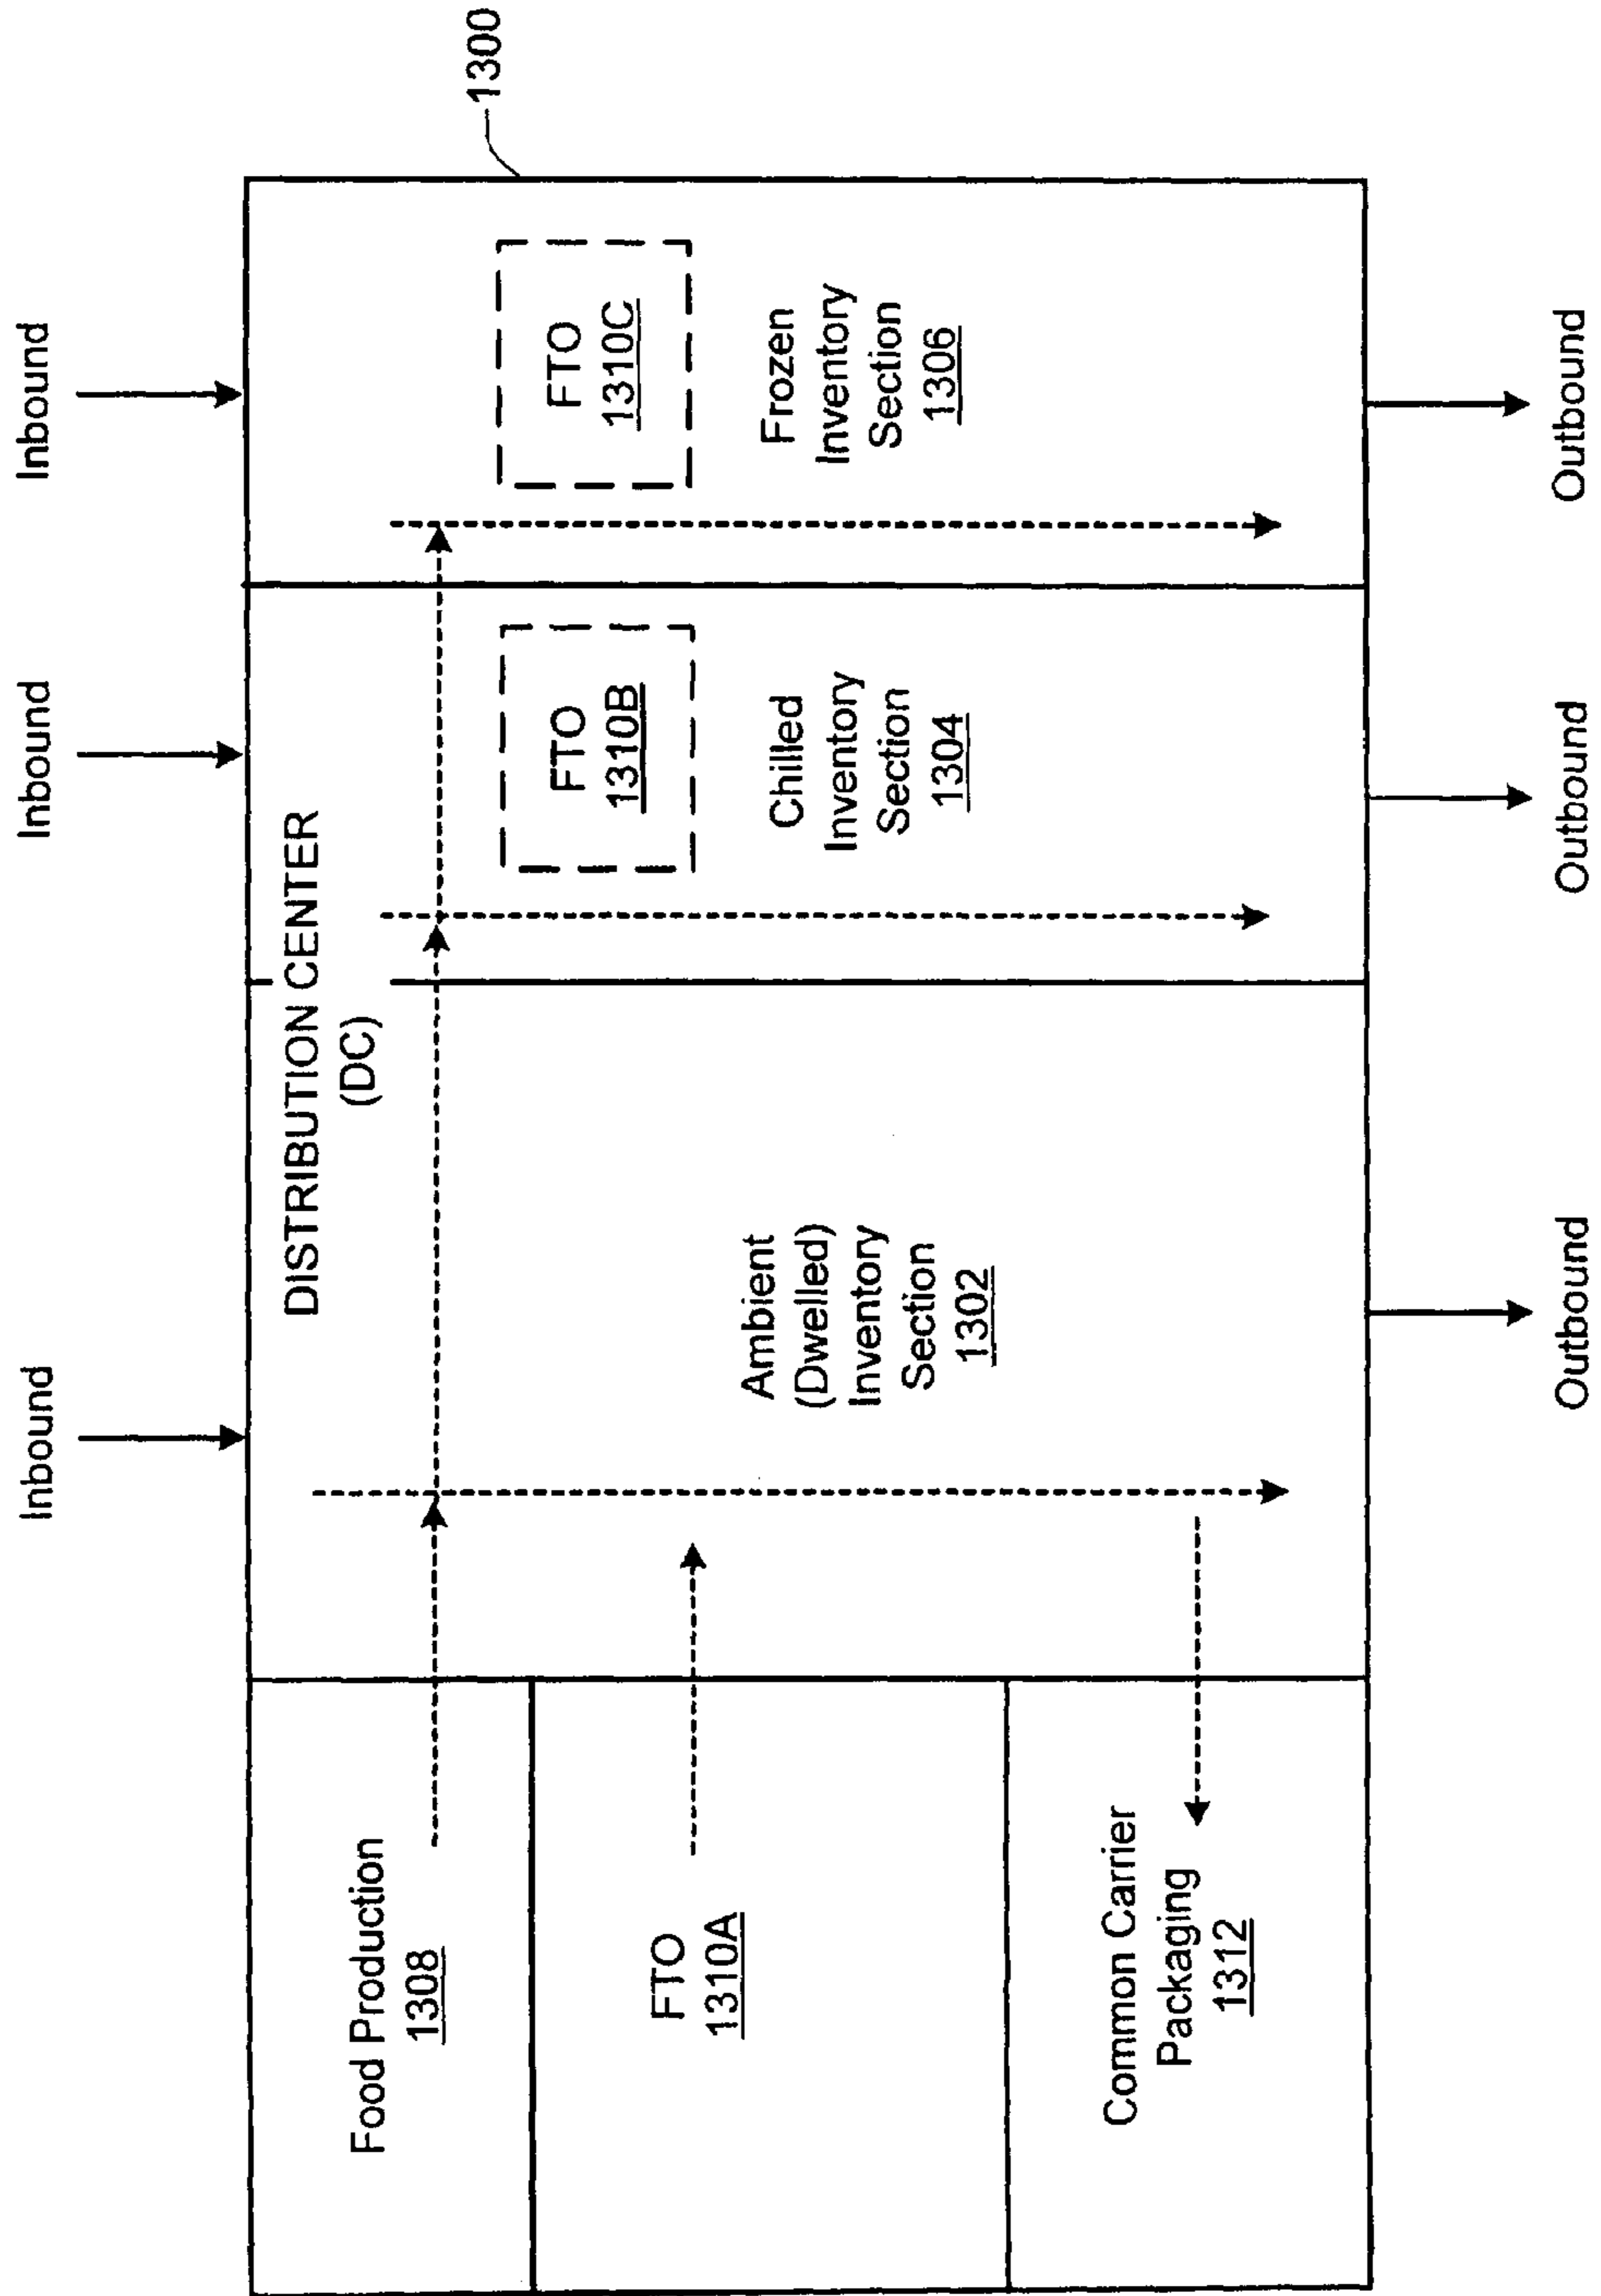 Inbound
Inbound
Inbound
1300
DISTRIBUTION CENTER
(DC)
Food Production
1308
FTO
1310A
Common Carrier
Packaging
1312
Ambient
(Dwelled)
Inventory
Section
1302
FTO
1310B
Chilled
Inventory
Section
1304
FTO
1310C
Frozen
Inventory
Section
1306
Outbound
Outbound
Outbound